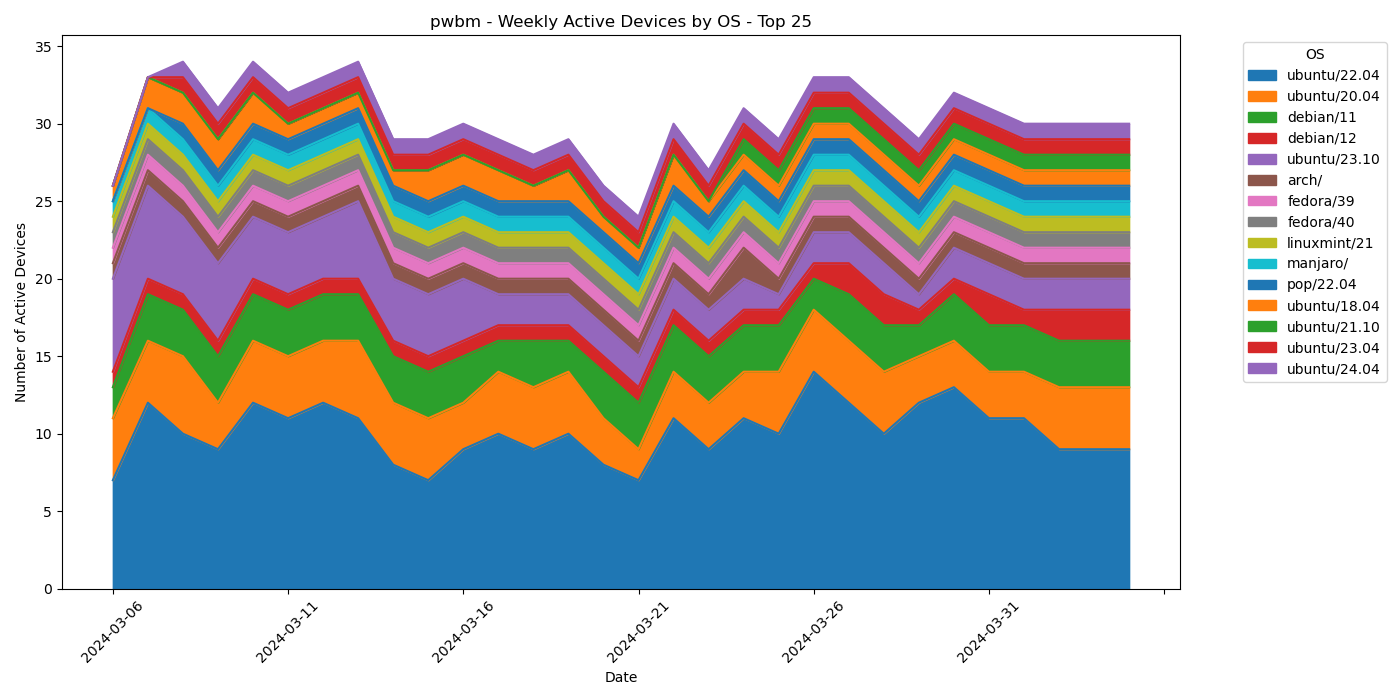 pwbm - Weekly Active Devices by OS - Top 25
35
30
25
20
15
10
5
0
Number of Active Devices
2024-03-06
2024-03-11
2024-03-16
2024-03-21
2024-03-26
2024-03-31
Date
OS
ubuntu/22.04
ubuntu/20.04
debian/11
debian/12
ubuntu/23.10
arch/
fedora/39
fedora/40
linuxmint/21
manjaro/
pop/22.04
ubuntu/18.04
ubuntu/21.10
ubuntu/23.04
ubuntu/24.04